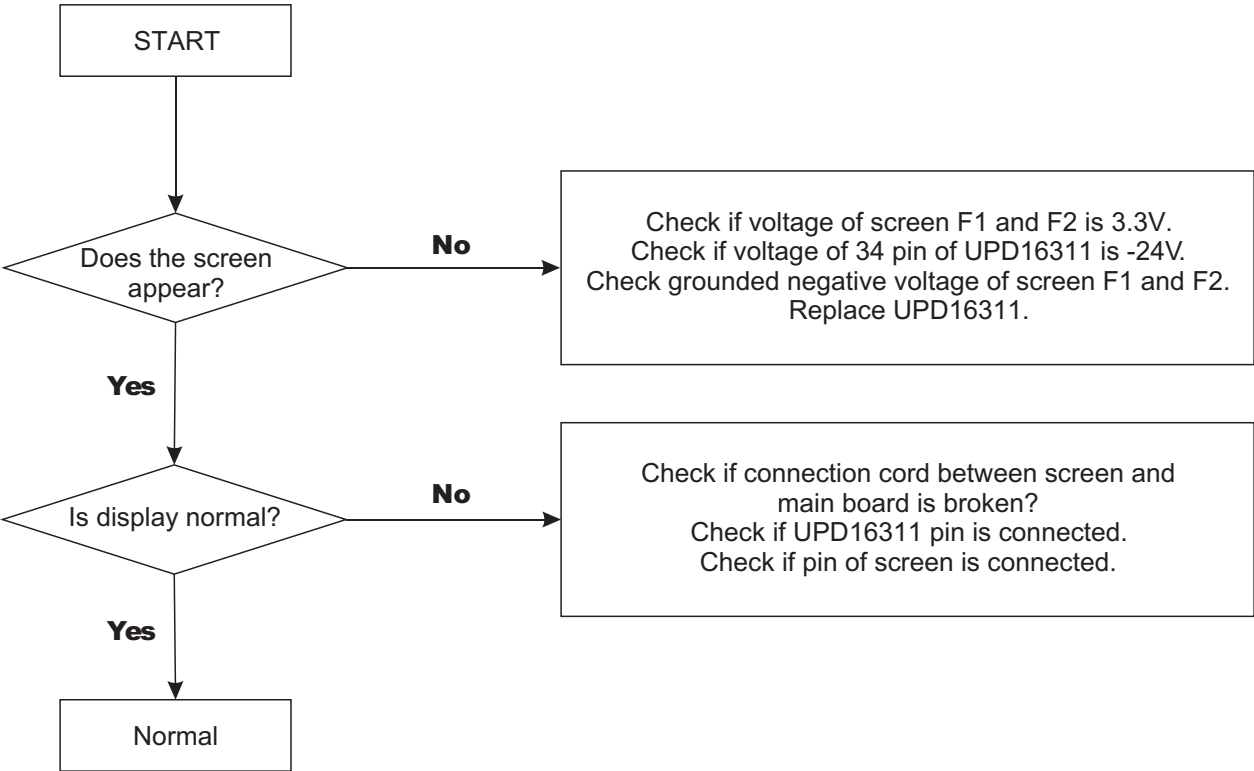 START
Does the screen
appear?
No
Check if voltage of screen F1 and F2 is 3.3V.
Check if voltage of 34 pin of UPD16311 is -24V.
Check grounded negative voltage of screen F1 and F2.
Replace UPD16311.
Yes
Is display normal?
No
Check if connection cord between screen and
main board is broken?
Check if UPD16311 pin is connected.
Check if pin of screen is connected.
Yes
Normal